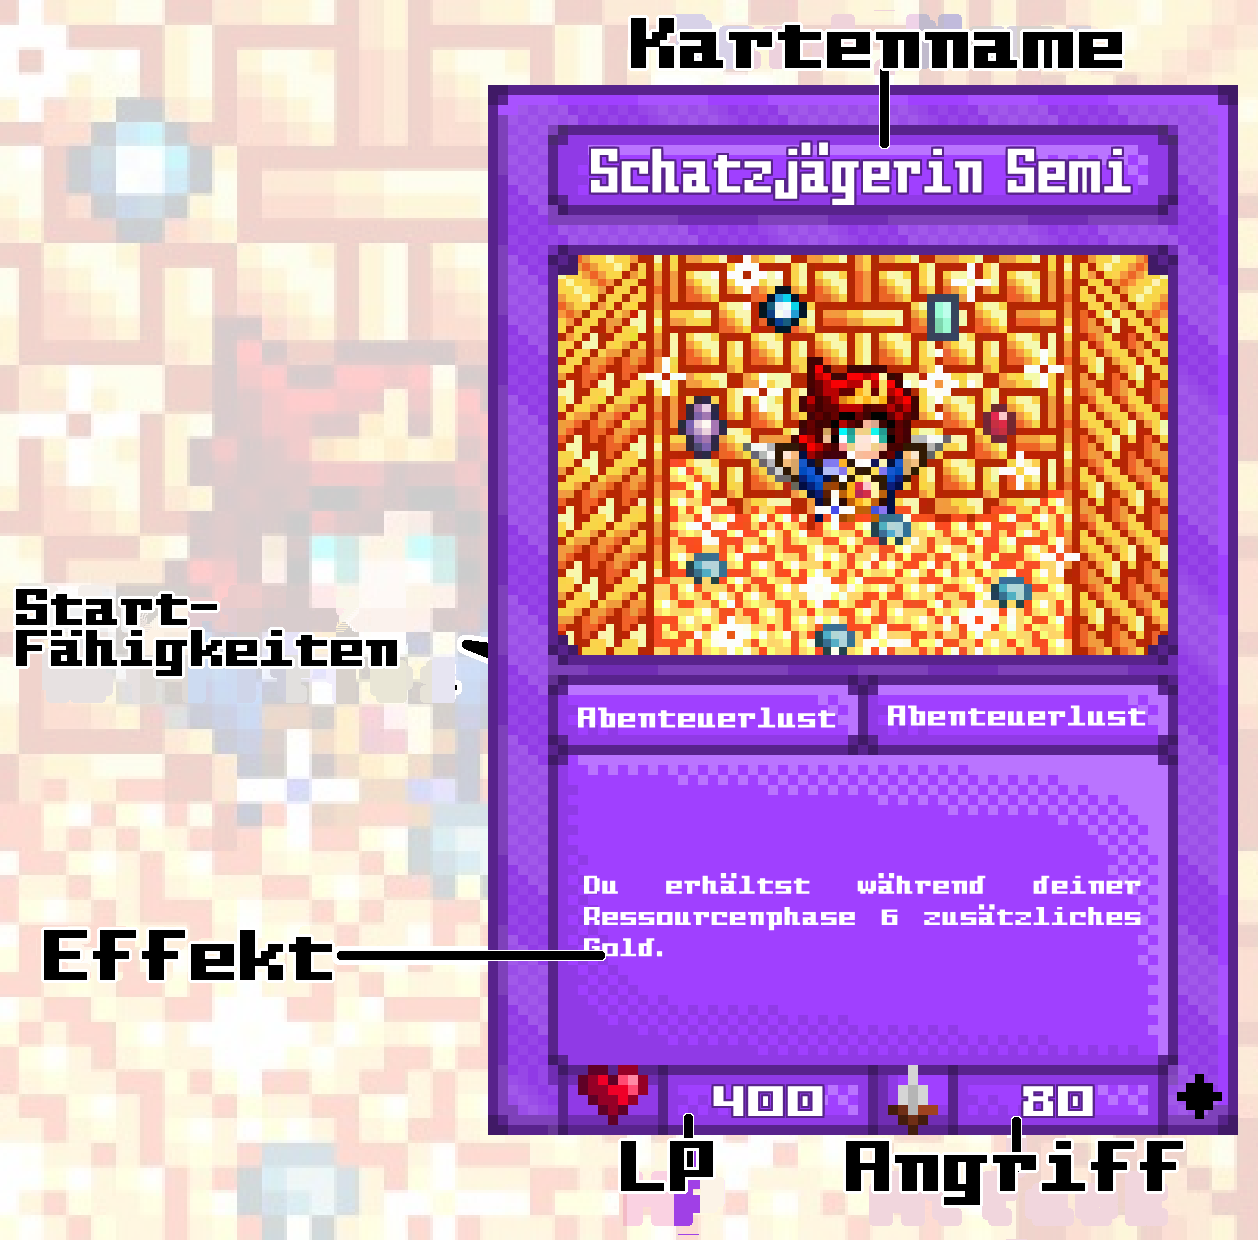 Kartenname
Schatzjägerin Semi
Start-
Fähigkeiten
Abenteuerlust
Abenteuerlust
Du erhältst während deiner
Ressourcenphase 6 zusätzliches
Gold.
Effekt
400
80
LP
Angriff